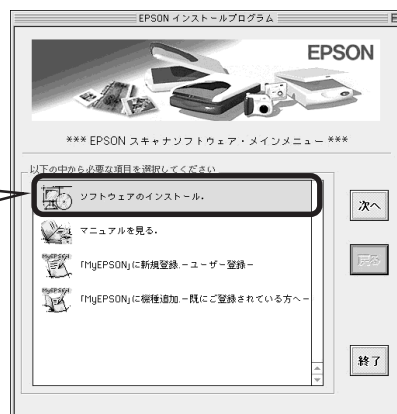 EPSON インストールプログラム
EPSON
*** EPSON スキャナソフトウェア・メインメニュー ***
以下の中から必要な項目を選択してください
ソフトウェアのインストール.
次へ
マニュアルを見る.
MyEPSON
「MyEPSON」に新規登録.－ユーザー登録－
戻る
MyEPSON
「MyEPSON」に機種追加.－既にご登録されている方へ－
終了